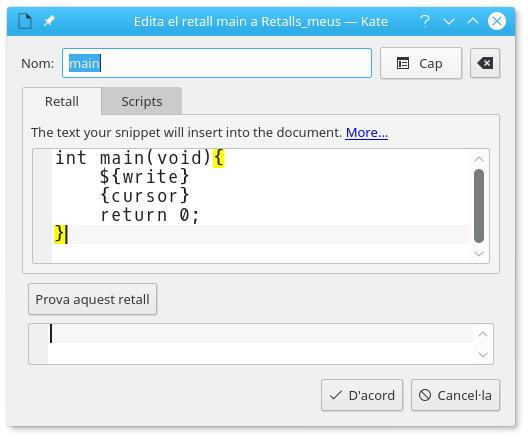 Edita el retall main a Retalls_meus — Kate
Nom: main Cap
Retall Scripts
The text your snippet will insert into the document. More...
int main(void){
    ${write}
    {cursor}
    return 0;
}
Prova aquest retall
D'acord Cancel·la